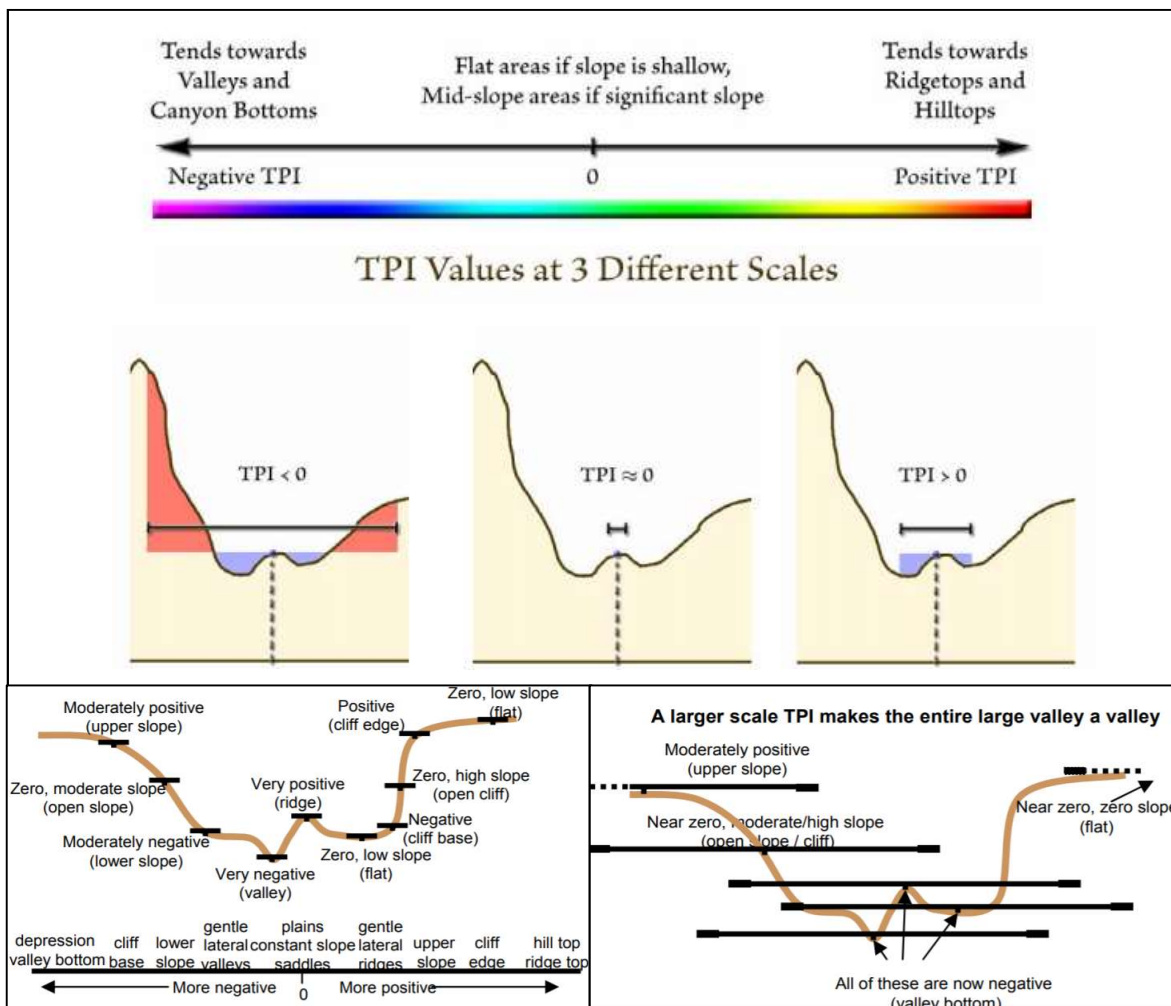 Tends towards
Valleys and
Canyon Bottoms
Flat areas if slope is shallow,
Mid-slope areas if significant slope
Tends towards
Ridgetops and
Hilltops
Negative TPI
0
Positive TPI
TPI Values at 3 Different Scales
TPI < 0
TPI ≈ 0
TPI > 0
Moderately positive
(upper slope)
Positive
(cliff edge)
Zero, low slope
(flat)
Zero, moderate slope
(open slope)
Very positive
(ridge)
Zero, high slope
(open cliff)
Moderately negative
(lower slope)
Negative
(cliff base)
Very negative
(valley)
Zero, low slope
(flat)
depression
valley bottom
cliff
base
lower
slope
gentle
lateral
valleys
plains
constant slope
saddles
gentle
lateral
ridges
upper
slope
cliff
edge
hill top
ridge top
More negative
0
More positive
A larger scale TPI makes the entire large valley a valley
Moderately positive
(upper slope)
Near zero, moderate/high slope
(open slope / cliff)
Near zero, zero slope
(flat)
All of these are now negative
(valley bottom)